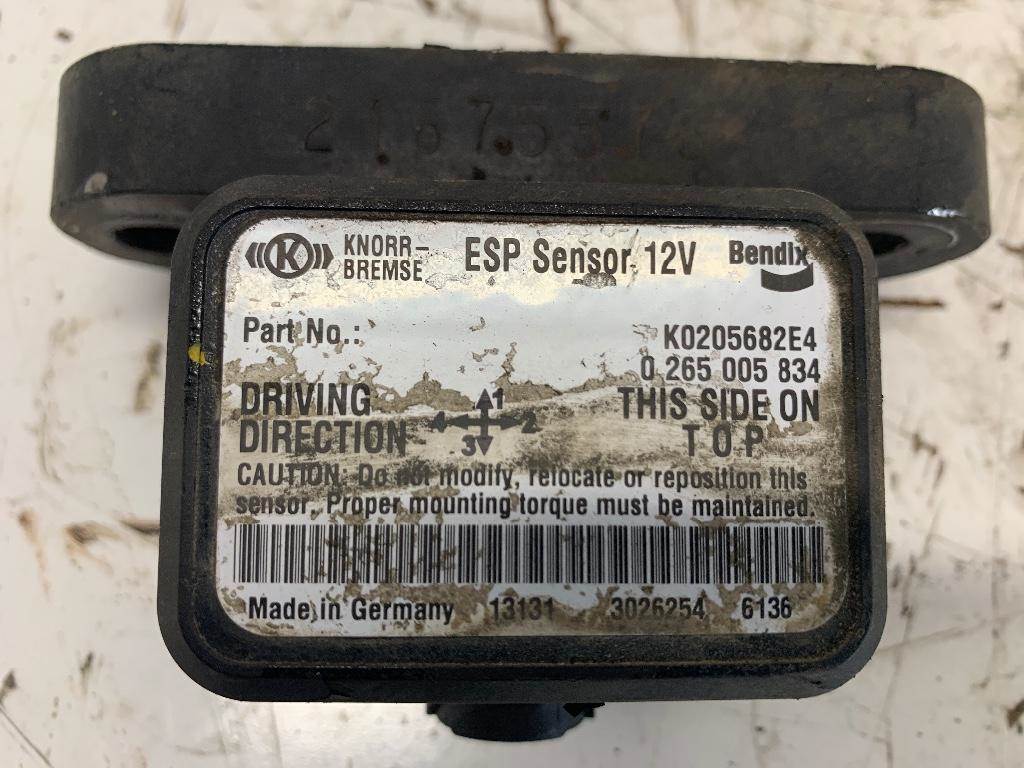 K
KNORR-
BREMSE
ESP Sensor 12V
Bendix
Part No.:
K0205682E4
0 265 005 834
DRIVING
DIRECTION
1
4 2
3
THIS SIDE ON
TOP
CAUTION: Do not modify, relocate or reposition this
sensor. Proper mounting torque must be maintained.
Made in Germany 13131 3026254 6136